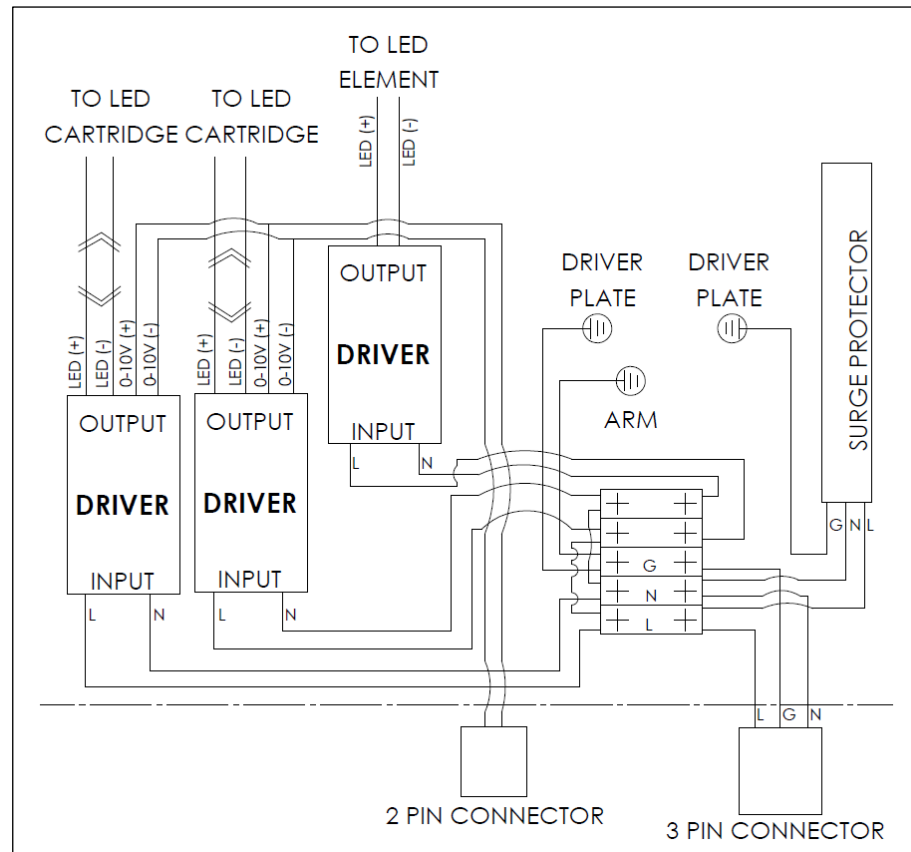 TO LED
ELEMENT
TO LED
CARTRIDGE
TO LED
CARTRIDGE
LED (+)
LED (-)
OUTPUT
DRIVER
INPUT
L
N
DRIVER
PLATE
DRIVER
PLATE
ARM
SURGE PROTECTOR
G
N
L
LED (+)
LED (-)
0-10V (+)
0-10V (-)
LED (+)
LED (-)
0-10V (+)
0-10V (-)
OUTPUT
DRIVER
INPUT
L
N
OUTPUT
DRIVER
INPUT
L
N
G
N
L
L
G
N
2 PIN CONNECTOR
3 PIN CONNECTOR